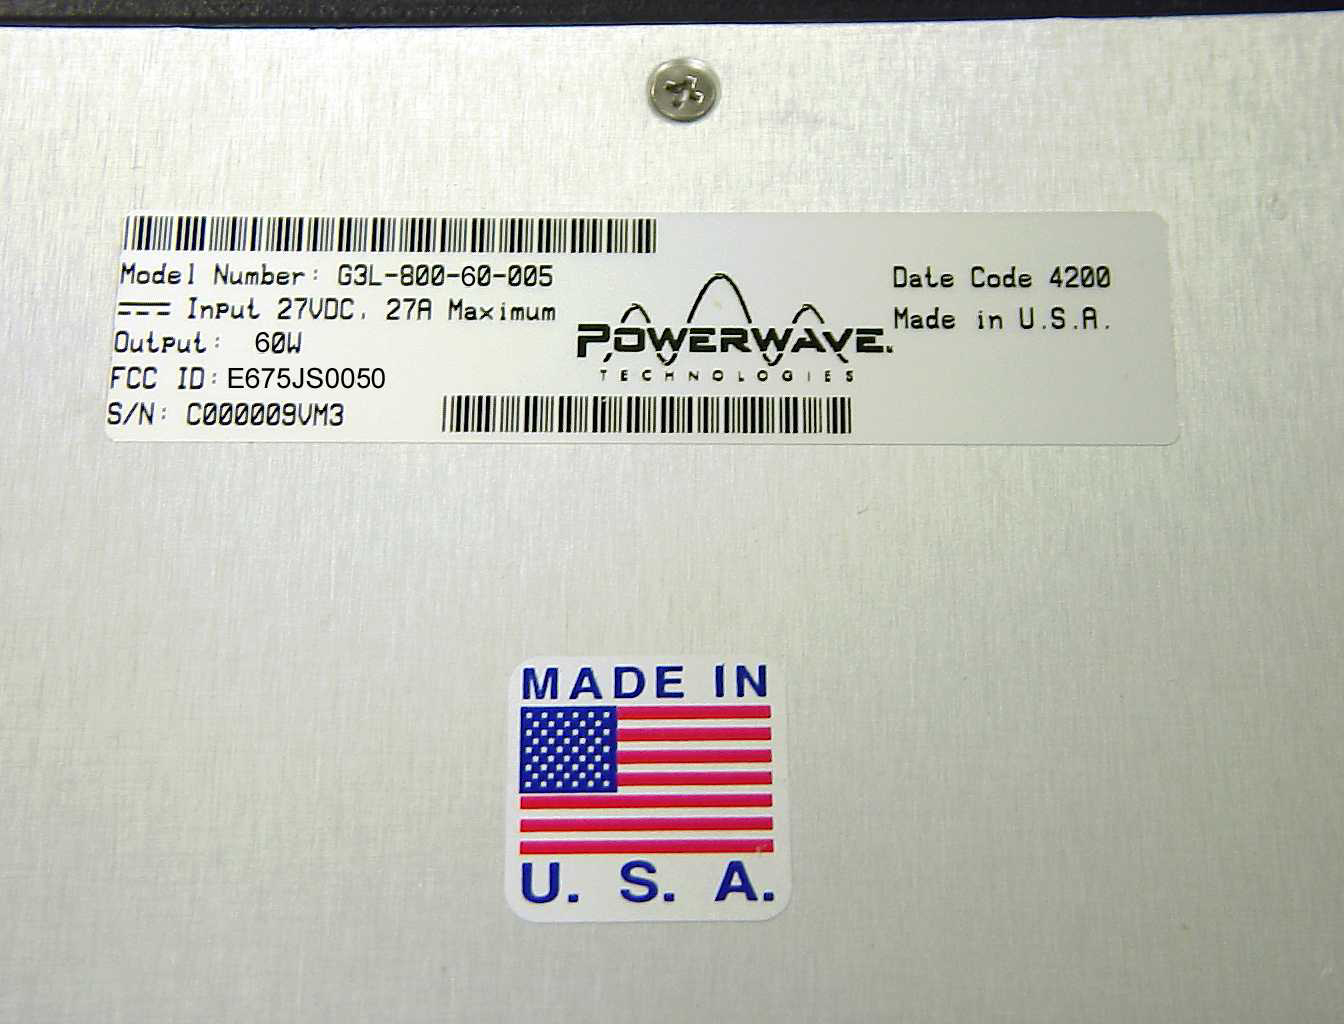 Model Number: G3L-800-60-005
Input 27VDC, 27A Maximum
Output: 60W
FCC ID: E675JS0050
S/N: C000009VM3
POWERWAVE
TECHNOLOGIES
Date Code 4200
Made in U.S.A.
MADE IN
U. S. A.